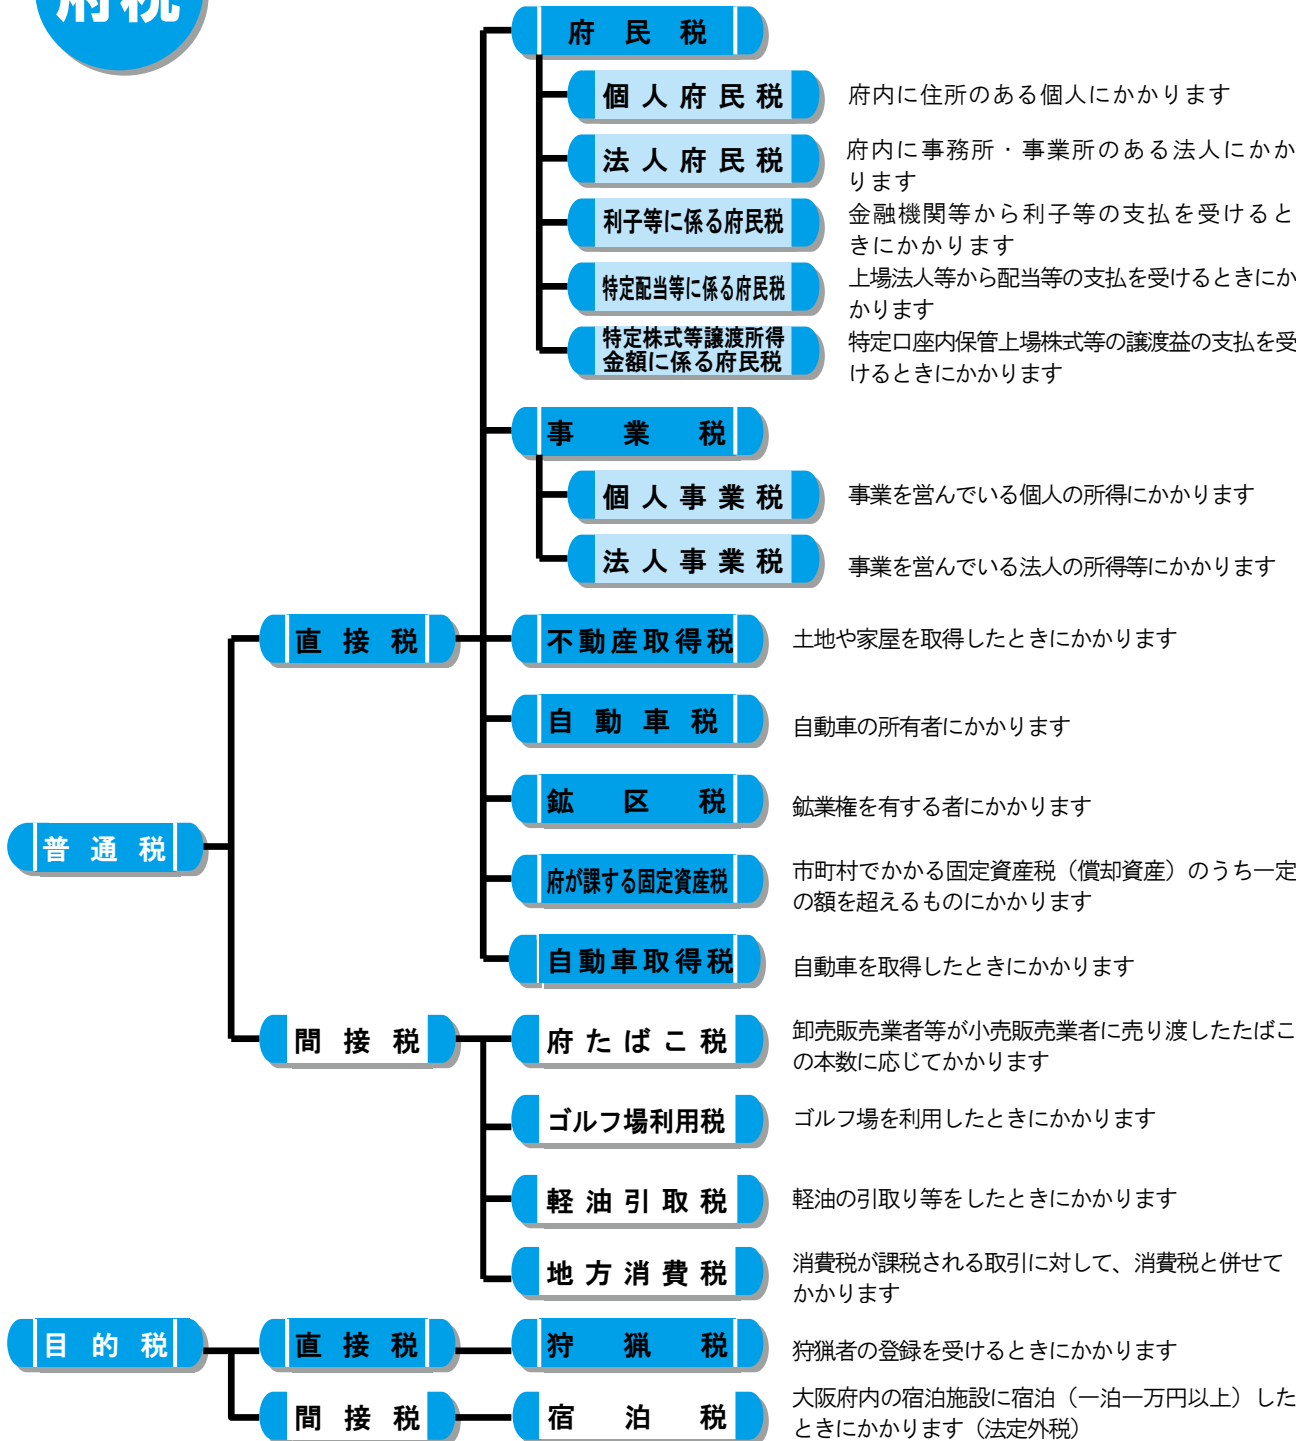 府税
府民税
個人府民税
府内に住所のある個人にかかります
法人府民税
府内に事務所・事業所のある法人にかか
ります
利子等に係る府民税
金融機関等から利子等の支払を受けると
きにかかります
特定配当等に係る府民税
上場法人等から配当等の支払を受けるときにか
かります
特定株式等譲渡所得
金額に係る府民税
特定口座内保管上場株式等の譲渡益の支払を受
けるときにかかります
事業税
個人事業税
事業を営んでいる個人の所得にかかります
法人事業税
事業を営んでいる法人の所得等にかかります
普通税
直接税
不動産取得税
土地や家屋を取得したときにかかります
自動車税
自動車の所有者にかかります
鉱区税
鉱業権を有する者にかかります
府が課する固定資産税
市町村でかかる固定資産税（償却資産）のうち一定
の額を超えるものにかかります
自動車取得税
自動車を取得したときにかかります
間接税
府たばこ税
卸売販売業者等が小売販売業者に売り渡したたばこ
の本数に応じてかかります
ゴルフ場利用税
ゴルフ場を利用したときにかかります
軽油引取税
軽油の引取り等をしたときにかかります
地方消費税
消費税が課税される取引に対して、消費税と併せて
かかります
目的税
直接税
狩猟税
狩猟者の登録を受けるときにかかります
間接税
宿泊税
大阪府内の宿泊施設に宿泊（一泊一万円以上）した
ときにかかります（法定外税）